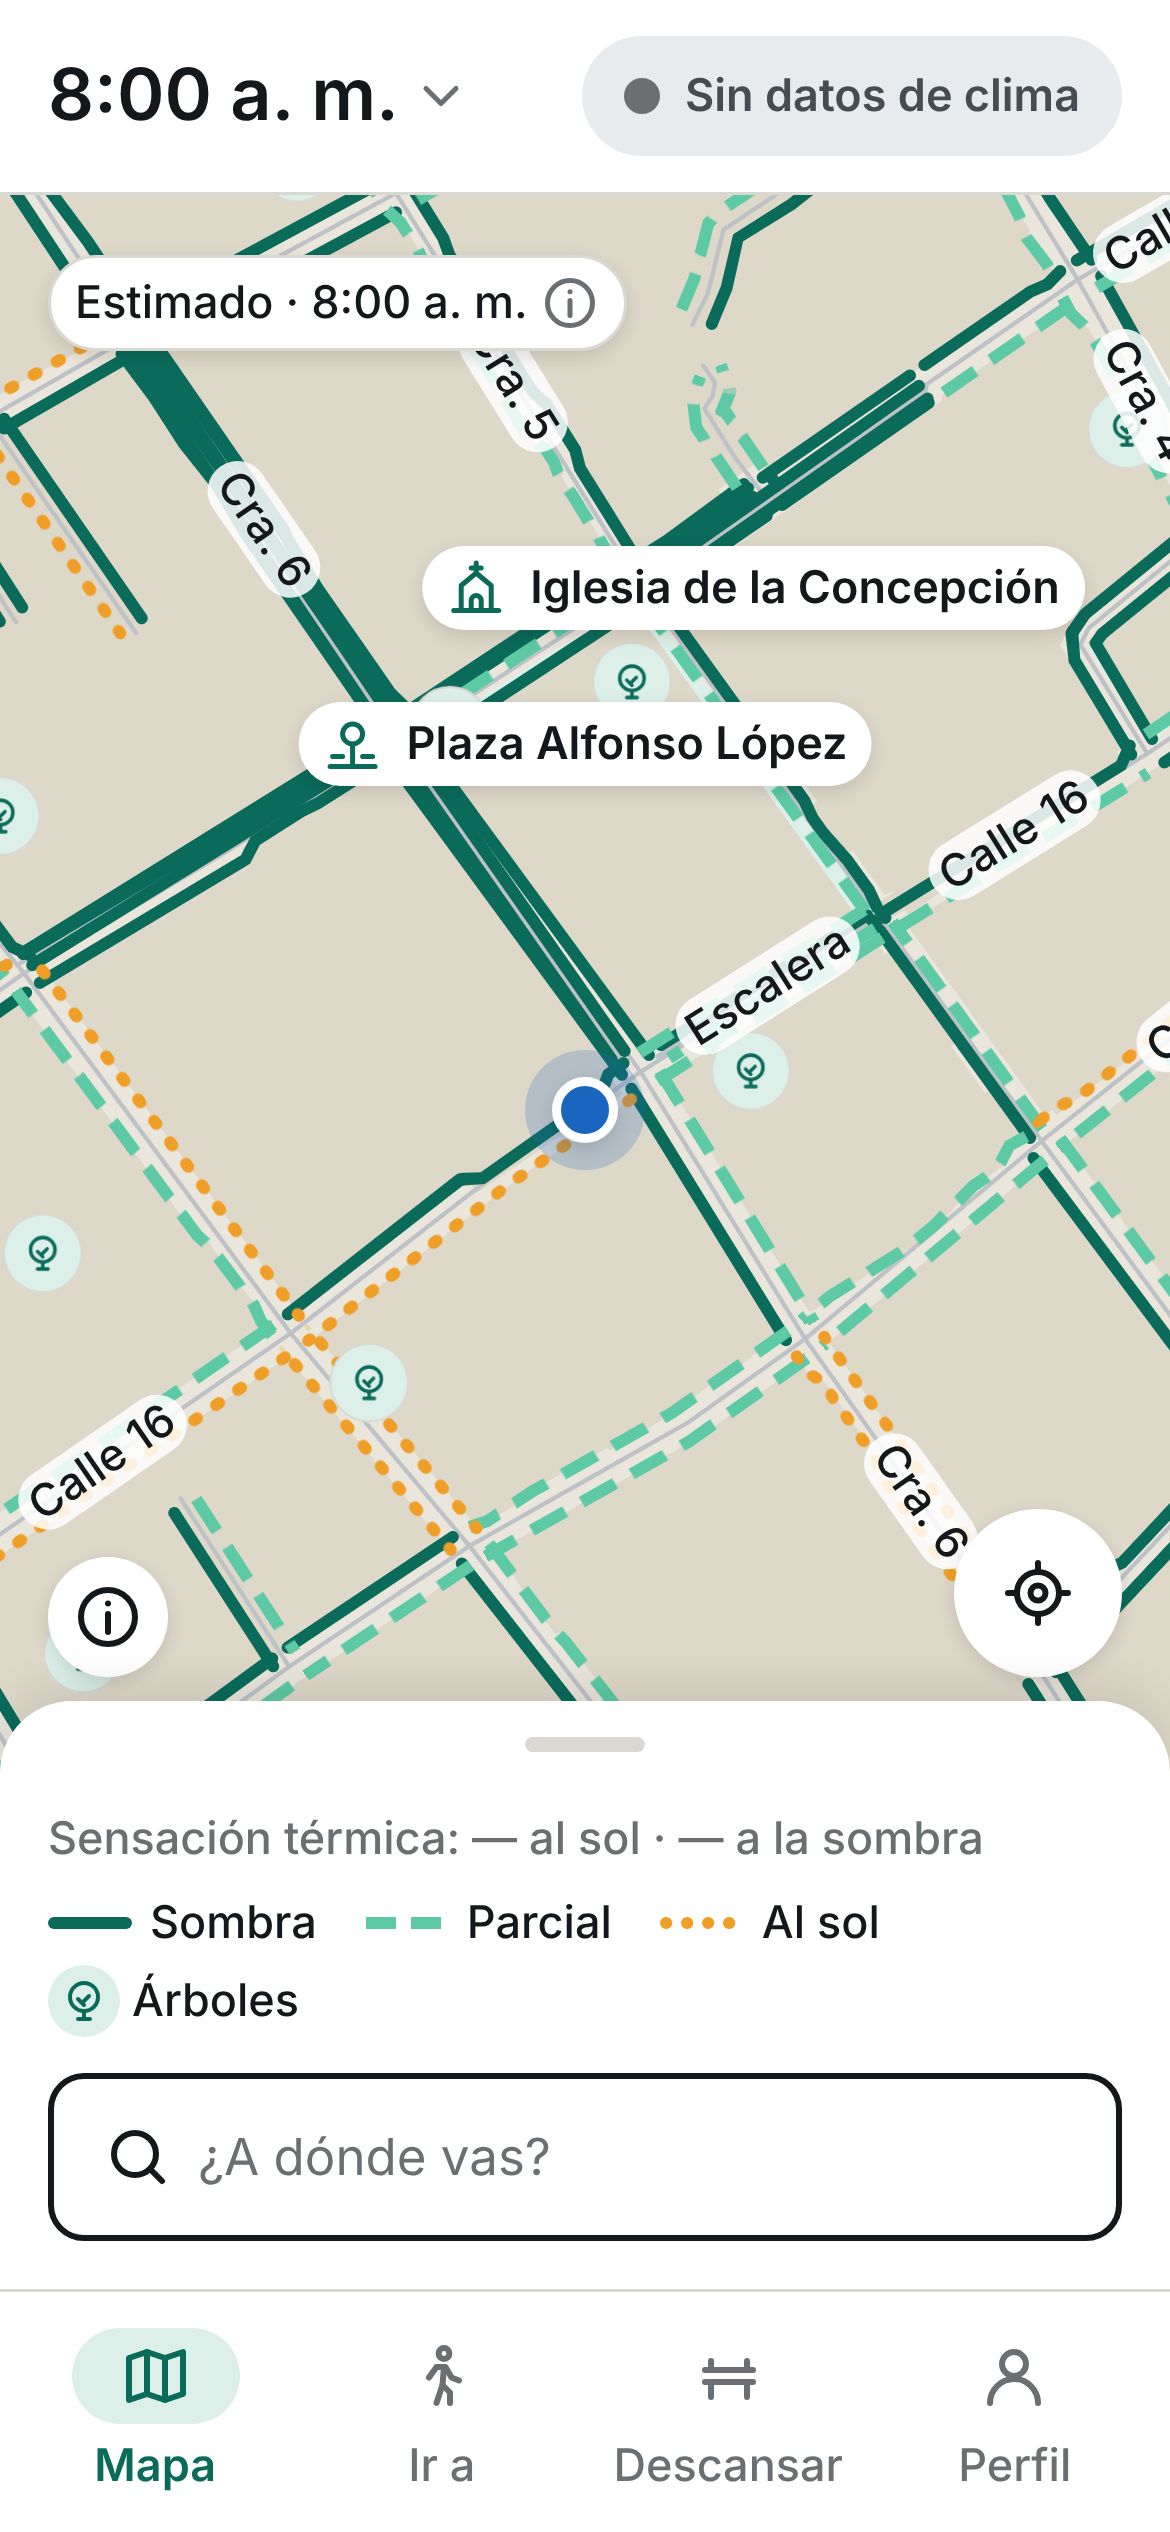 8:00 a. m.
Sin datos de clima
Estimado · 8:00 a. m.
Cra. 5
Cra. 6
Iglesia de la Concepción
Plaza Alfonso López
Calle 16
Escalera
Calle 16
Cra. 6
Sensación térmica: — al sol · — a la sombra
Sombra
Parcial
Al sol
Árboles
¿A dónde vas?
Mapa
Ir a
Descansar
Perfil